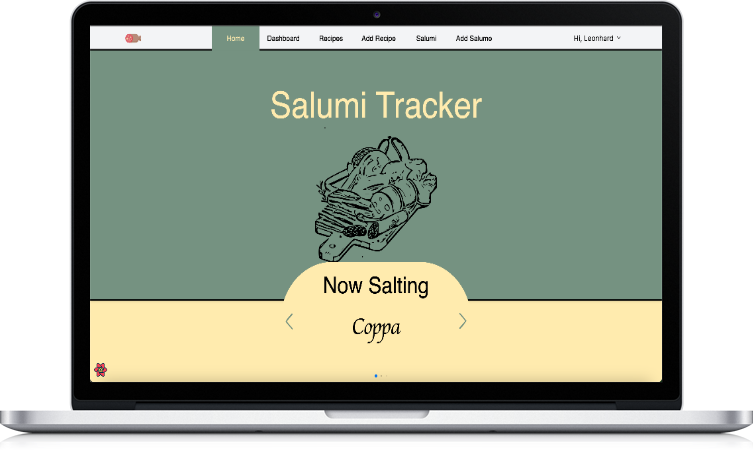 Home Dashboard Recipes Add Recipe Salumi Add Salumo Hi, Leonhard
Salumi Tracker
Now Salting
Coppa